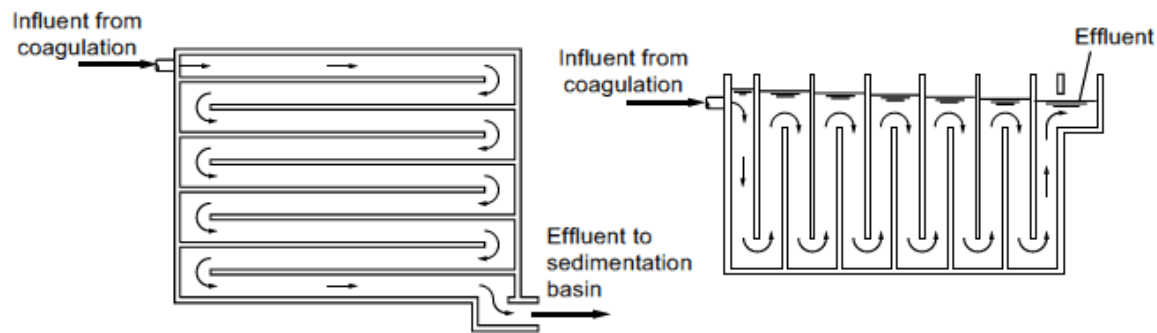 Influent from
coagulation
Effluent to
sedimentation
basin
Influent from
coagulation
Effluent